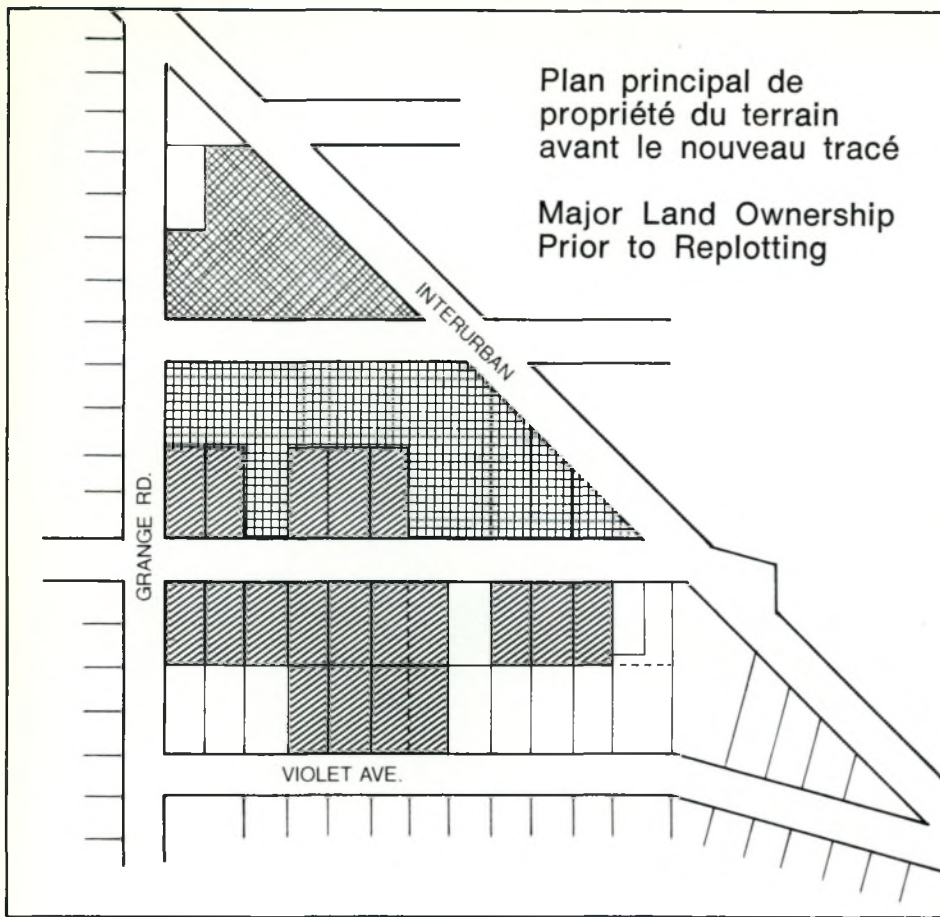 Plan principal de
propriété du terrain
avant le nouveau tracé
Major Land Ownership
Prior to Replotting
INTERURBAN
GRANGE RD.
VIOLET AVE.